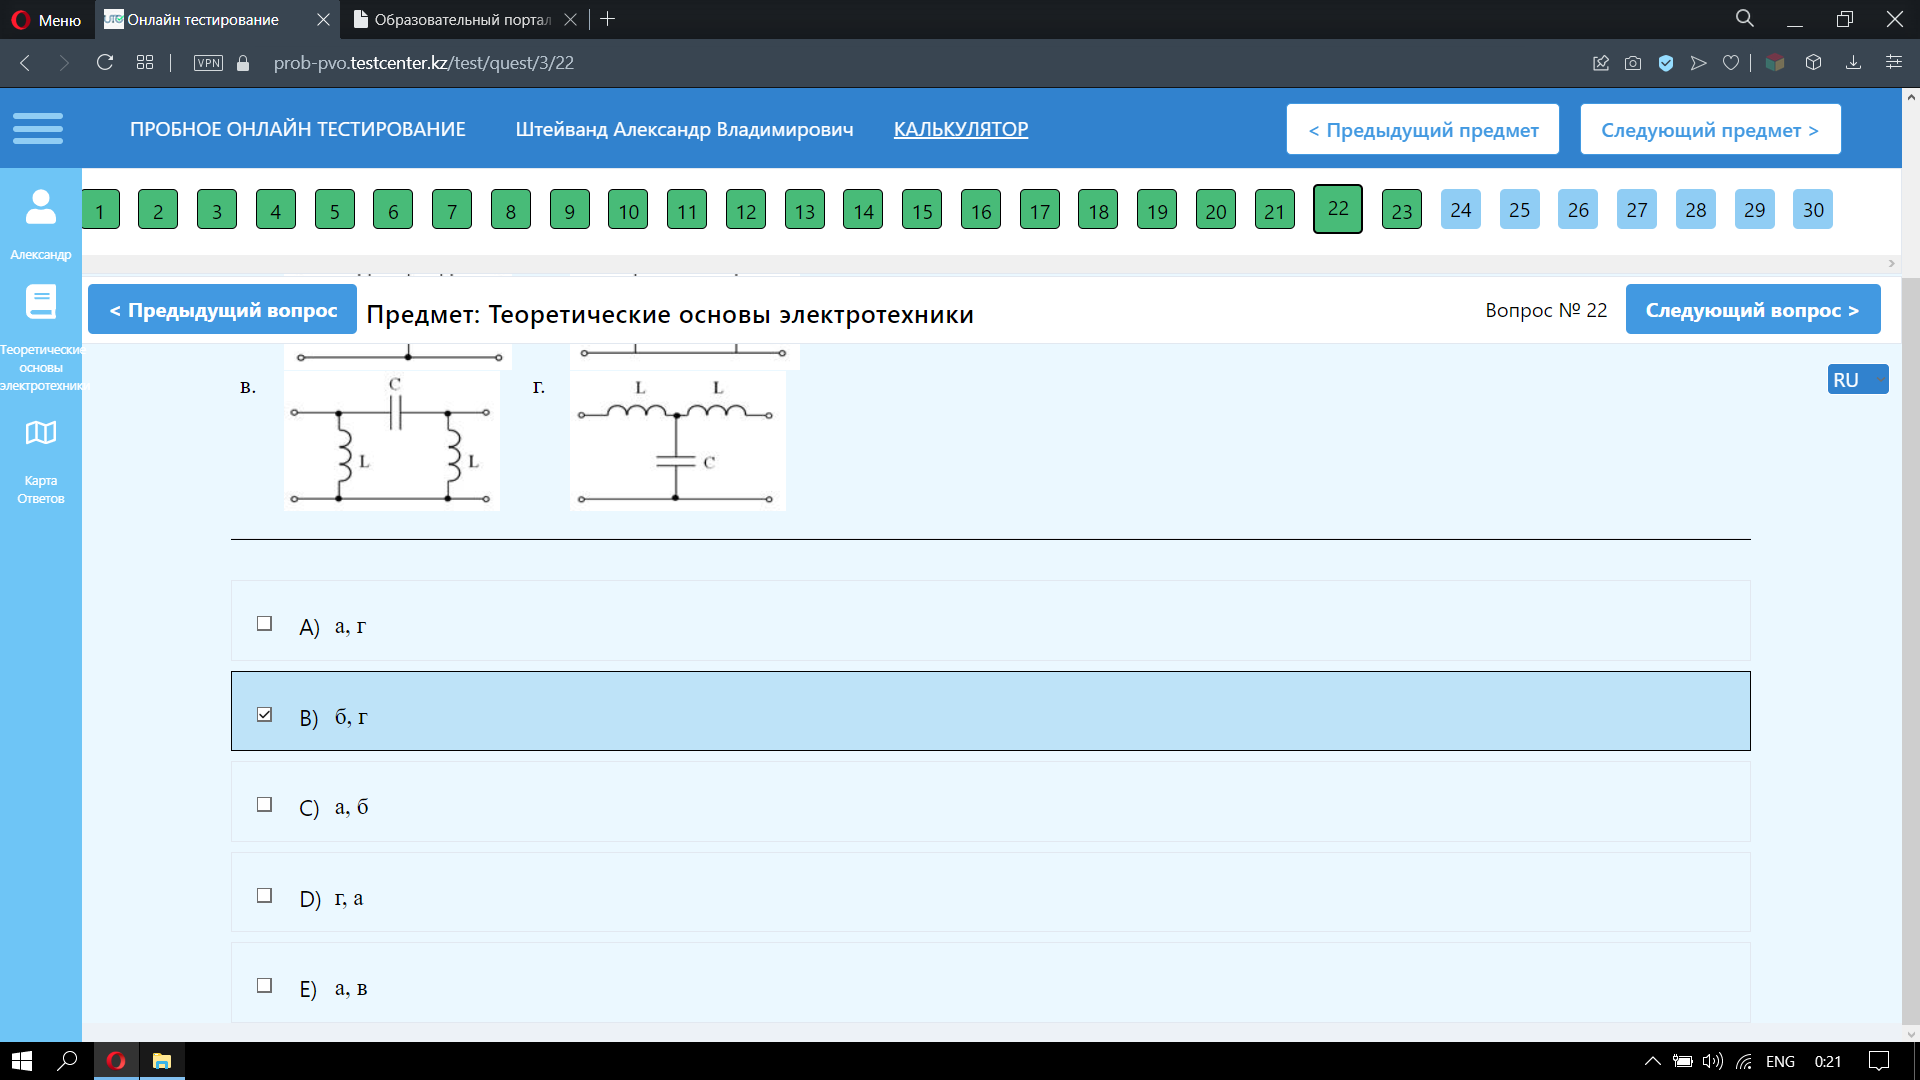 Меню
Онлайн тестирование
Образовательный портал
VPN
prob-pvo.testcenter.kz/test/quest/3/22
ПРОБНОЕ ОНЛАЙН ТЕСТИРОВАНИЕ
Штейванд Александр Владимирович
КАЛЬКУЛЯТОР
< Предыдущий предмет
Следующий предмет >
1 2 3 4 5 6 7 8 9 10 11 12 13 14 15 16 17 18 19 20 21 22 23 24 25 26 27 28 29 30
Александр
< Предыдущий вопрос
Предмет: Теоретические основы электротехники
Вопрос № 22
Следующий вопрос >
Теоретические
основы
электротехники
RU
в.
C
L
L
г.
L
L
C
Карта
Ответов
A) а, г
B) б, г
C) а, б
D) г, а
E) а, в
ENG
0:21